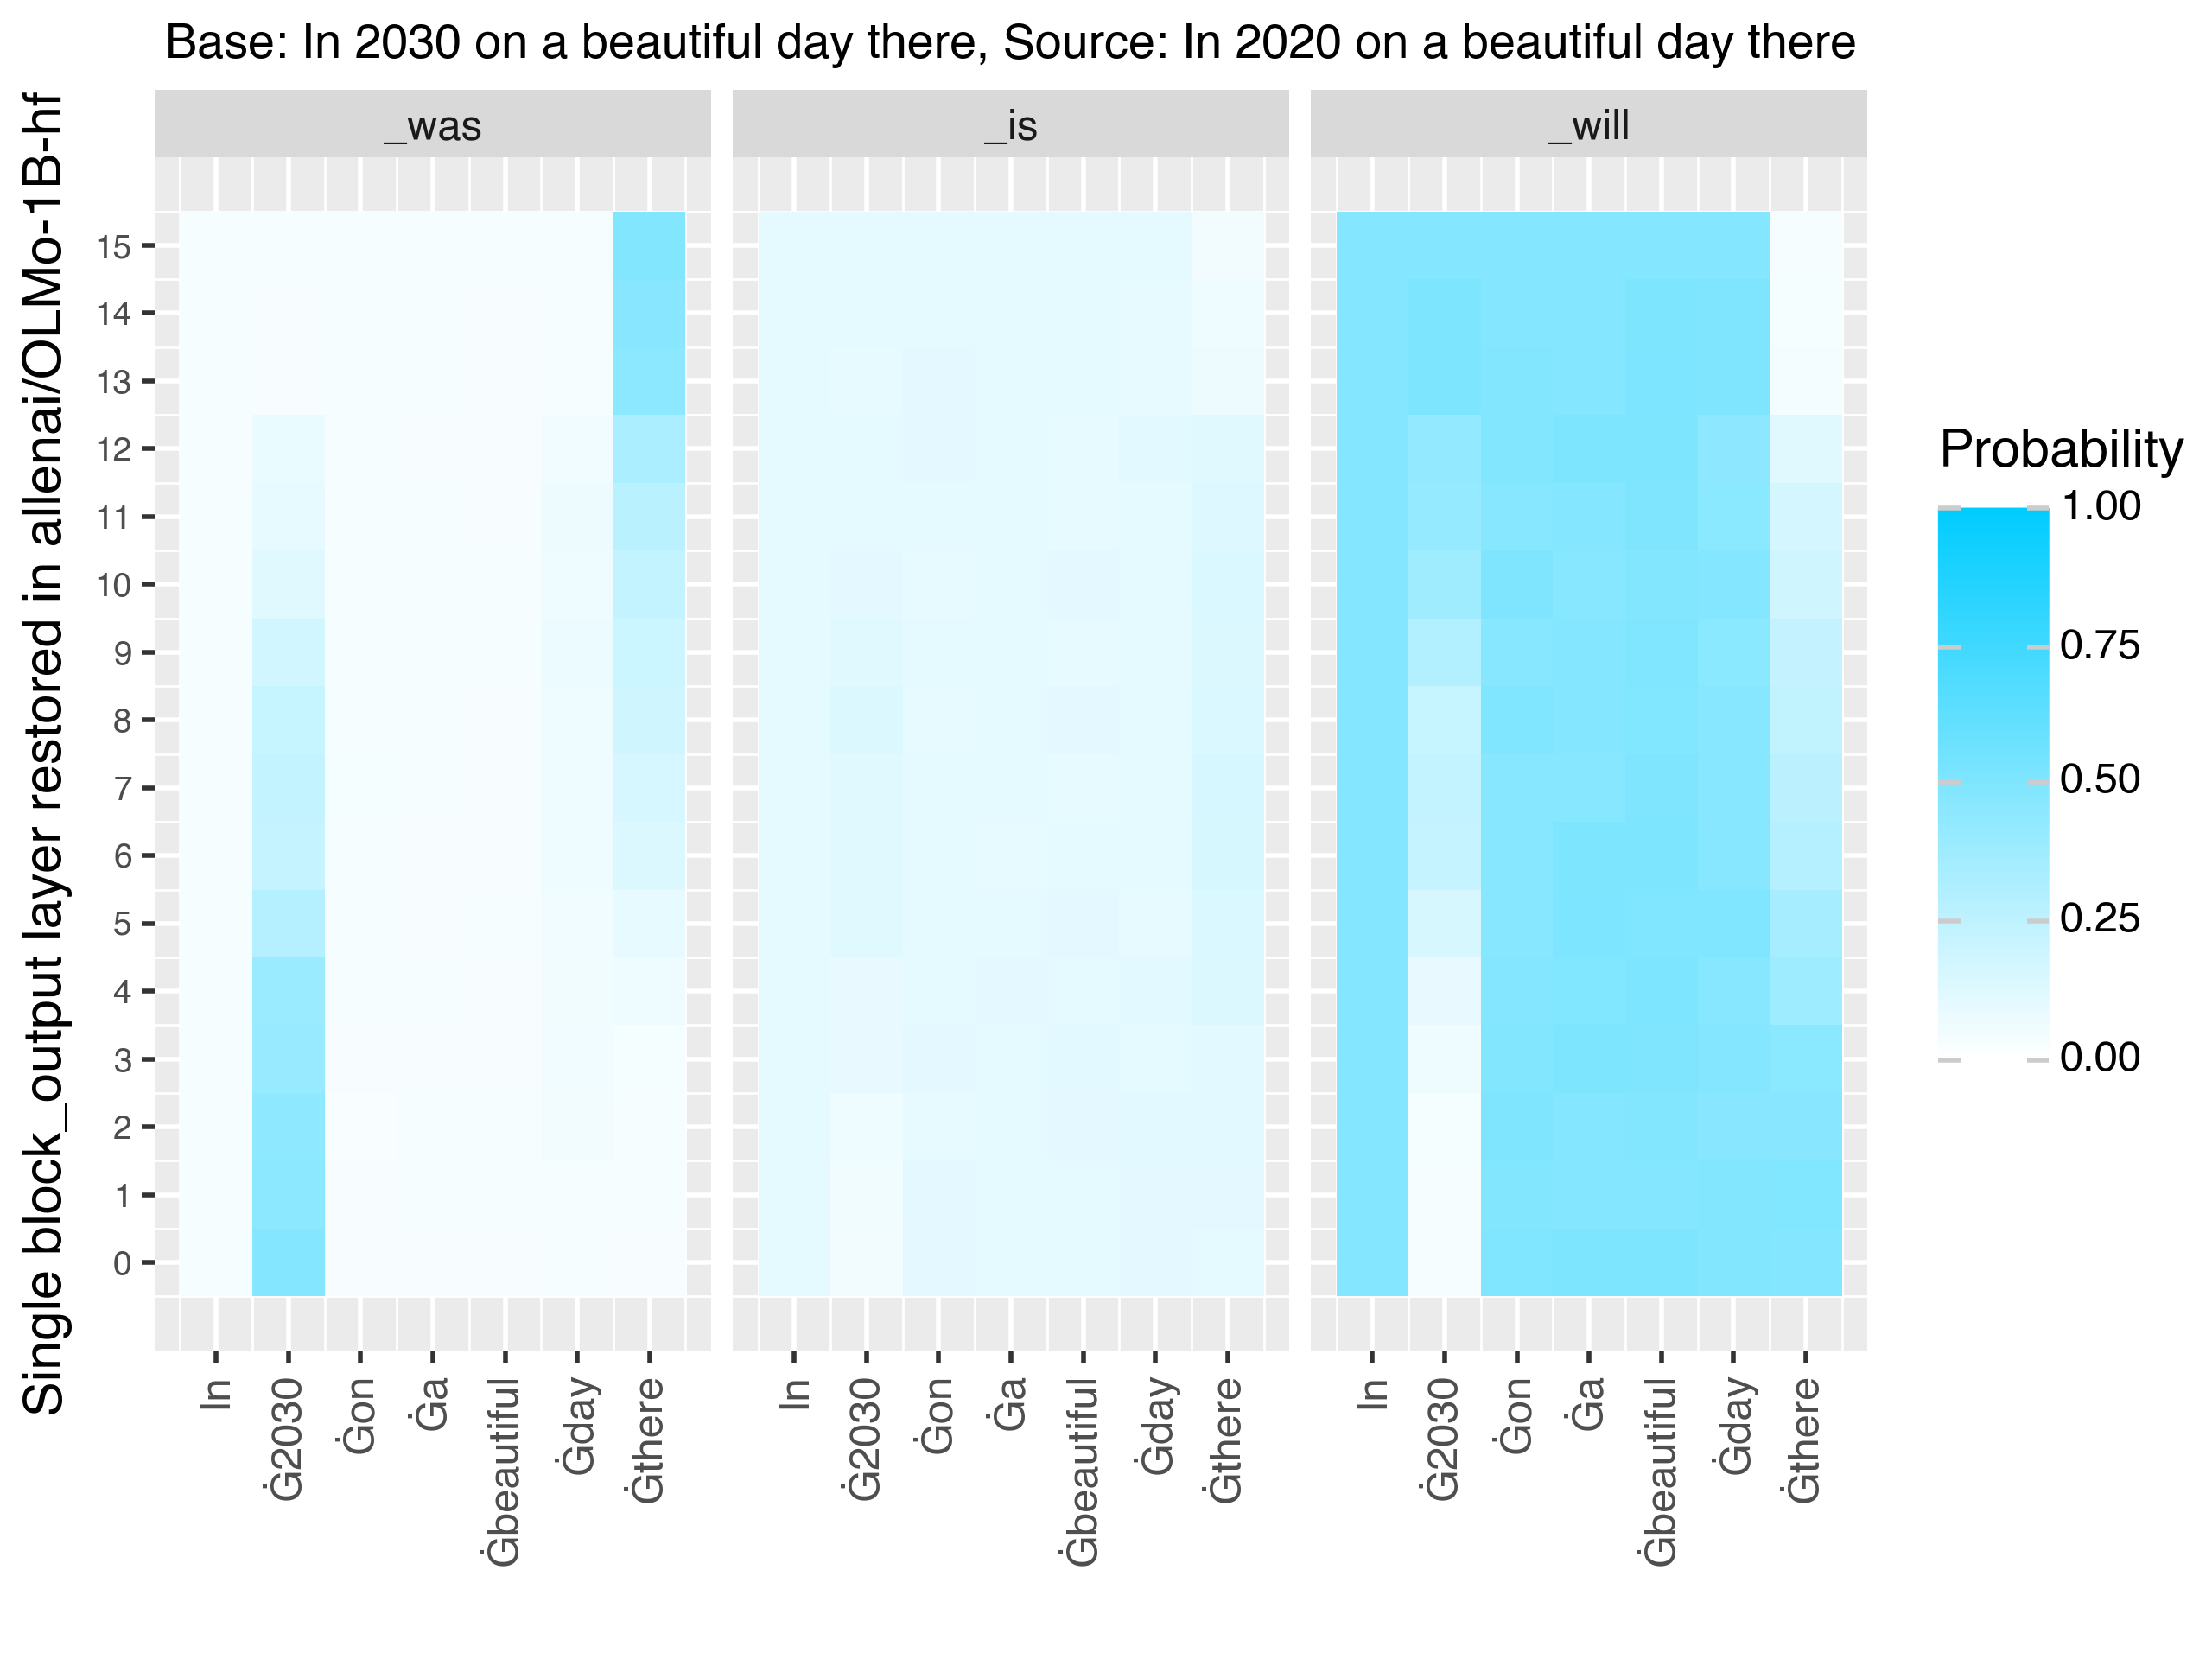 Base: In 2030 on a beautiful day there, Source: In 2020 on a beautiful day there
Single block_output layer restored in allenai/OLMo-1B-hf
_was
_is
_will
15
14
13
12
11
10
9
8
7
6
5
4
3
2
1
0
In
Ġ2030
Ġon
Ġa
Ġbeautiful
Ġday
Ġthere
In
Ġ2030
Ġon
Ġa
Ġbeautiful
Ġday
Ġthere
In
Ġ2030
Ġon
Ġa
Ġbeautiful
Ġday
Ġthere
Probability
1.00
0.75
0.50
0.25
0.00